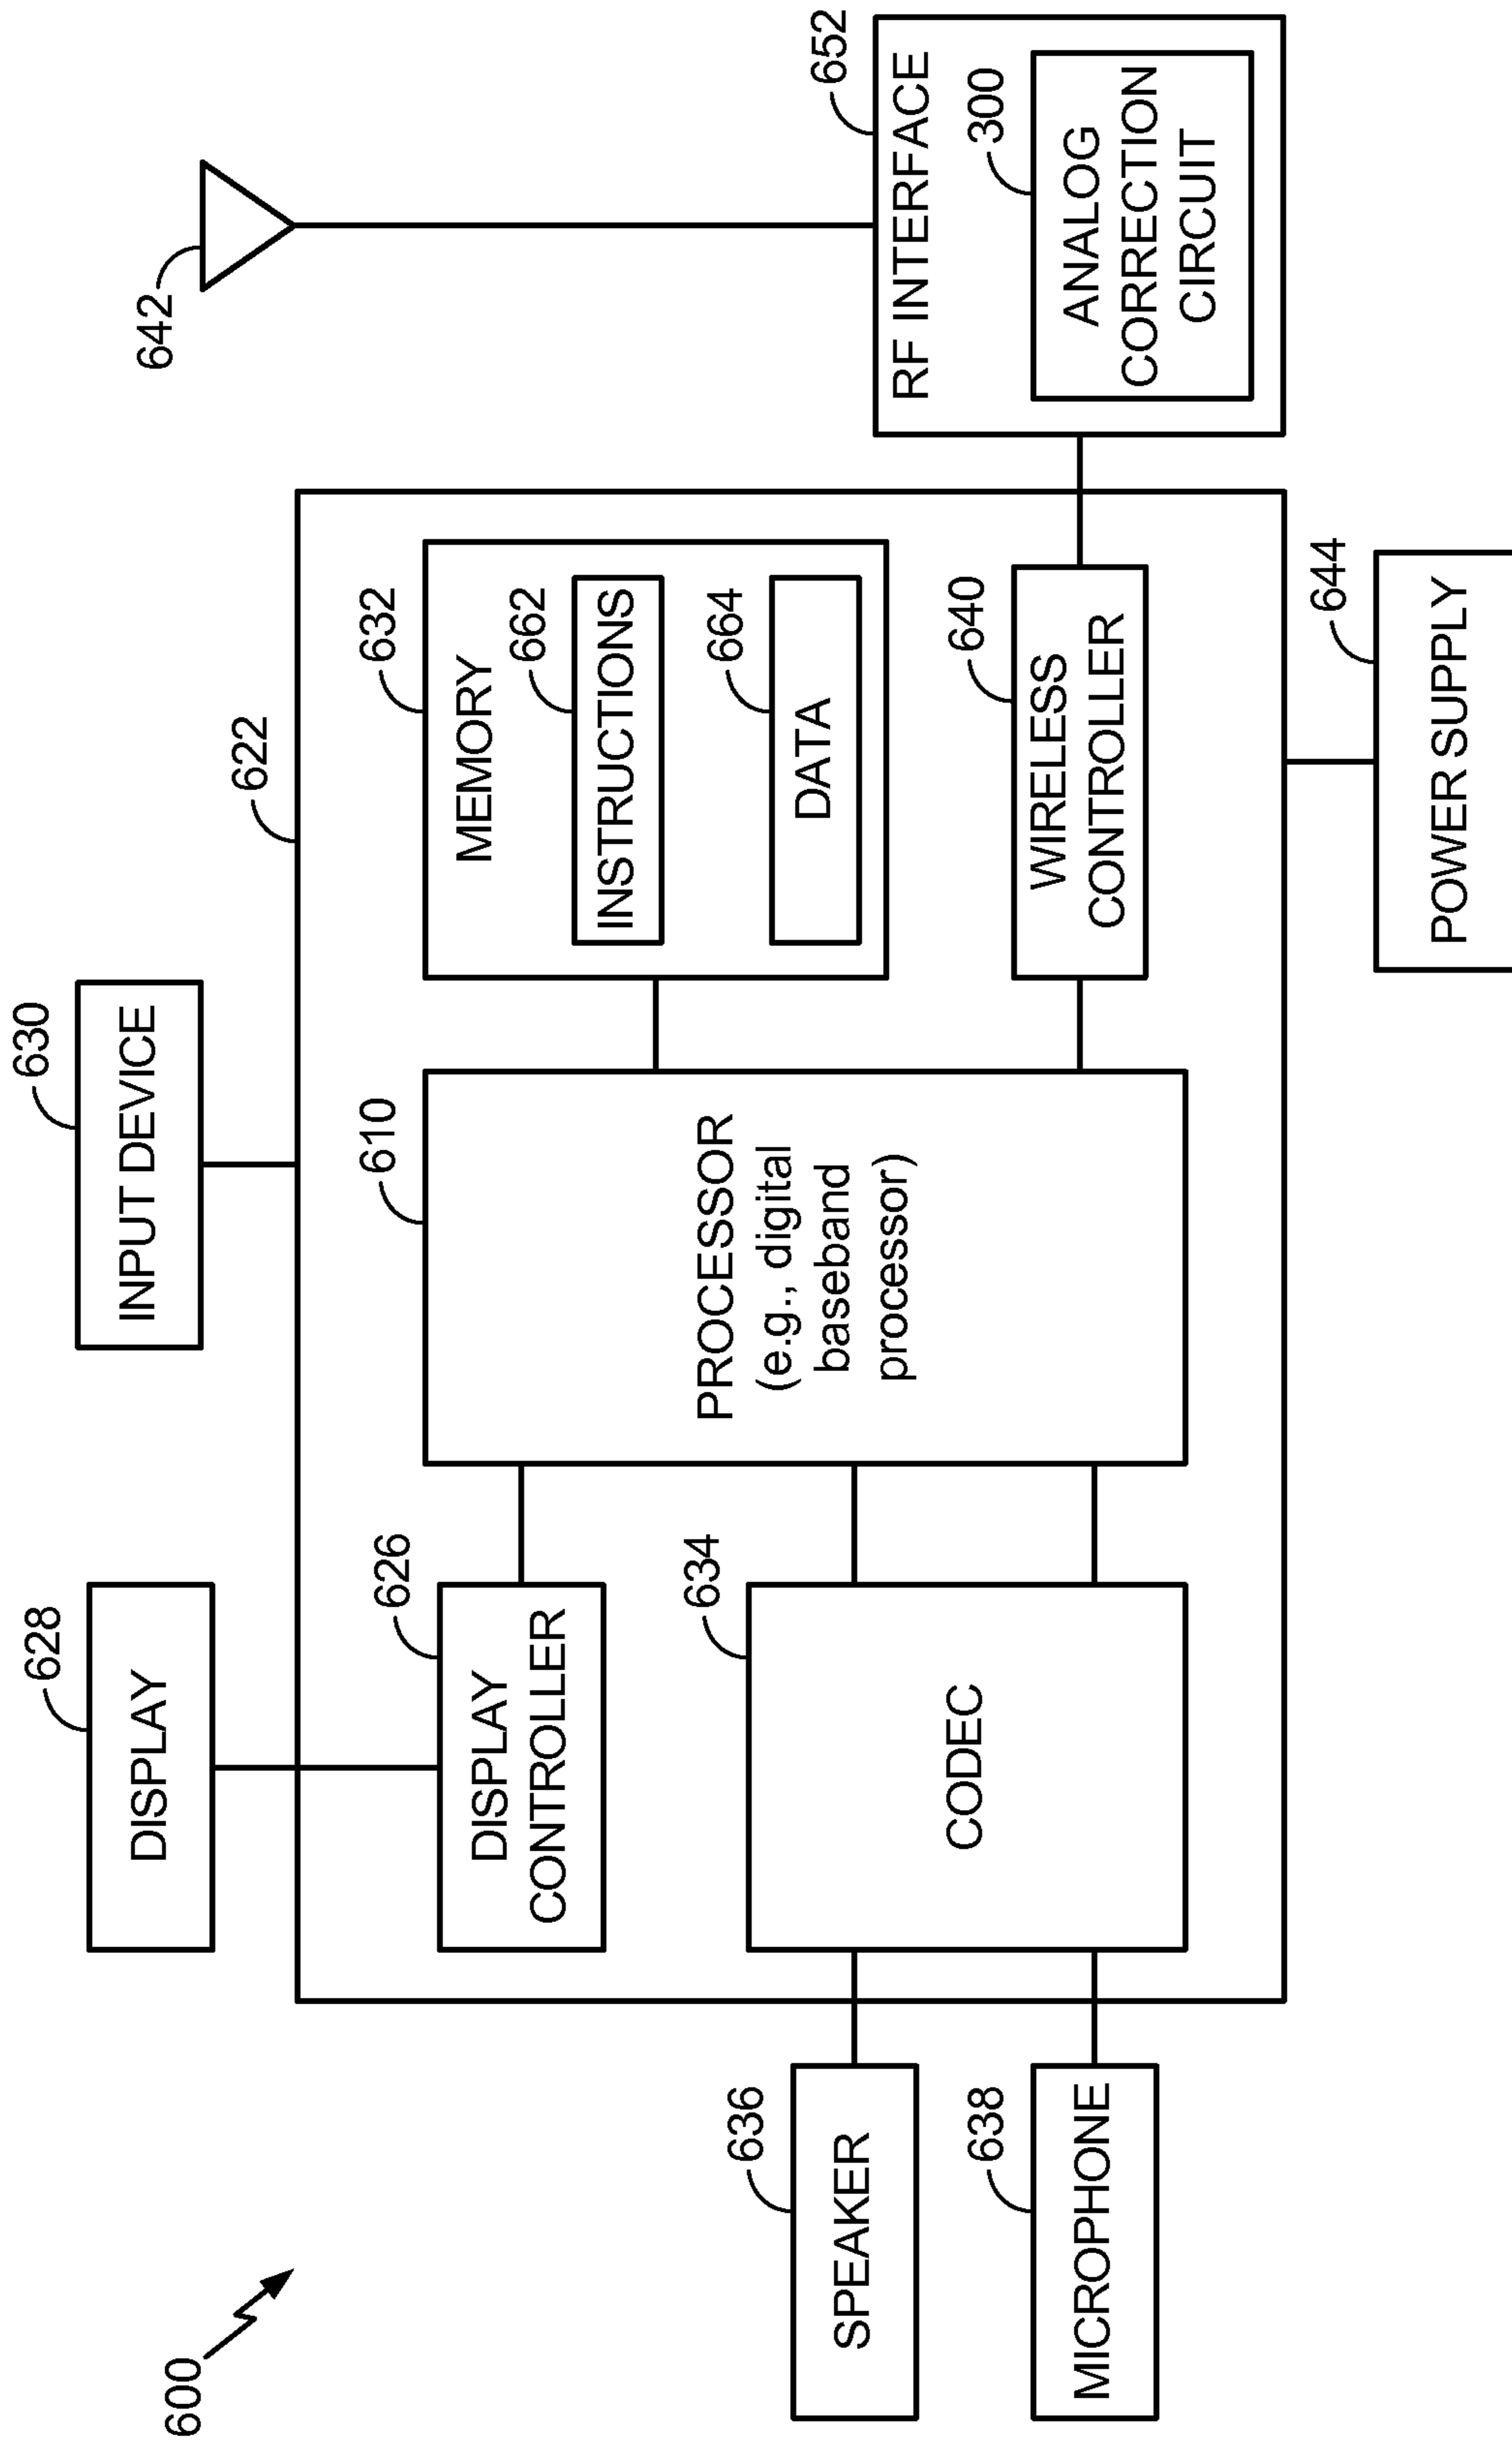 600
628
DISPLAY
630
INPUT DEVICE
642
622
626
DISPLAY
CONTROLLER
610
PROCESSOR
(e.g., digital
baseband
processor)
632
MEMORY
662
INSTRUCTIONS
664
DATA
634
CODEC
636
SPEAKER
638
MICROPHONE
640
WIRELESS
CONTROLLER
652
RF INTERFACE
300
ANALOG
CORRECTION
CIRCUIT
644
POWER SUPPLY